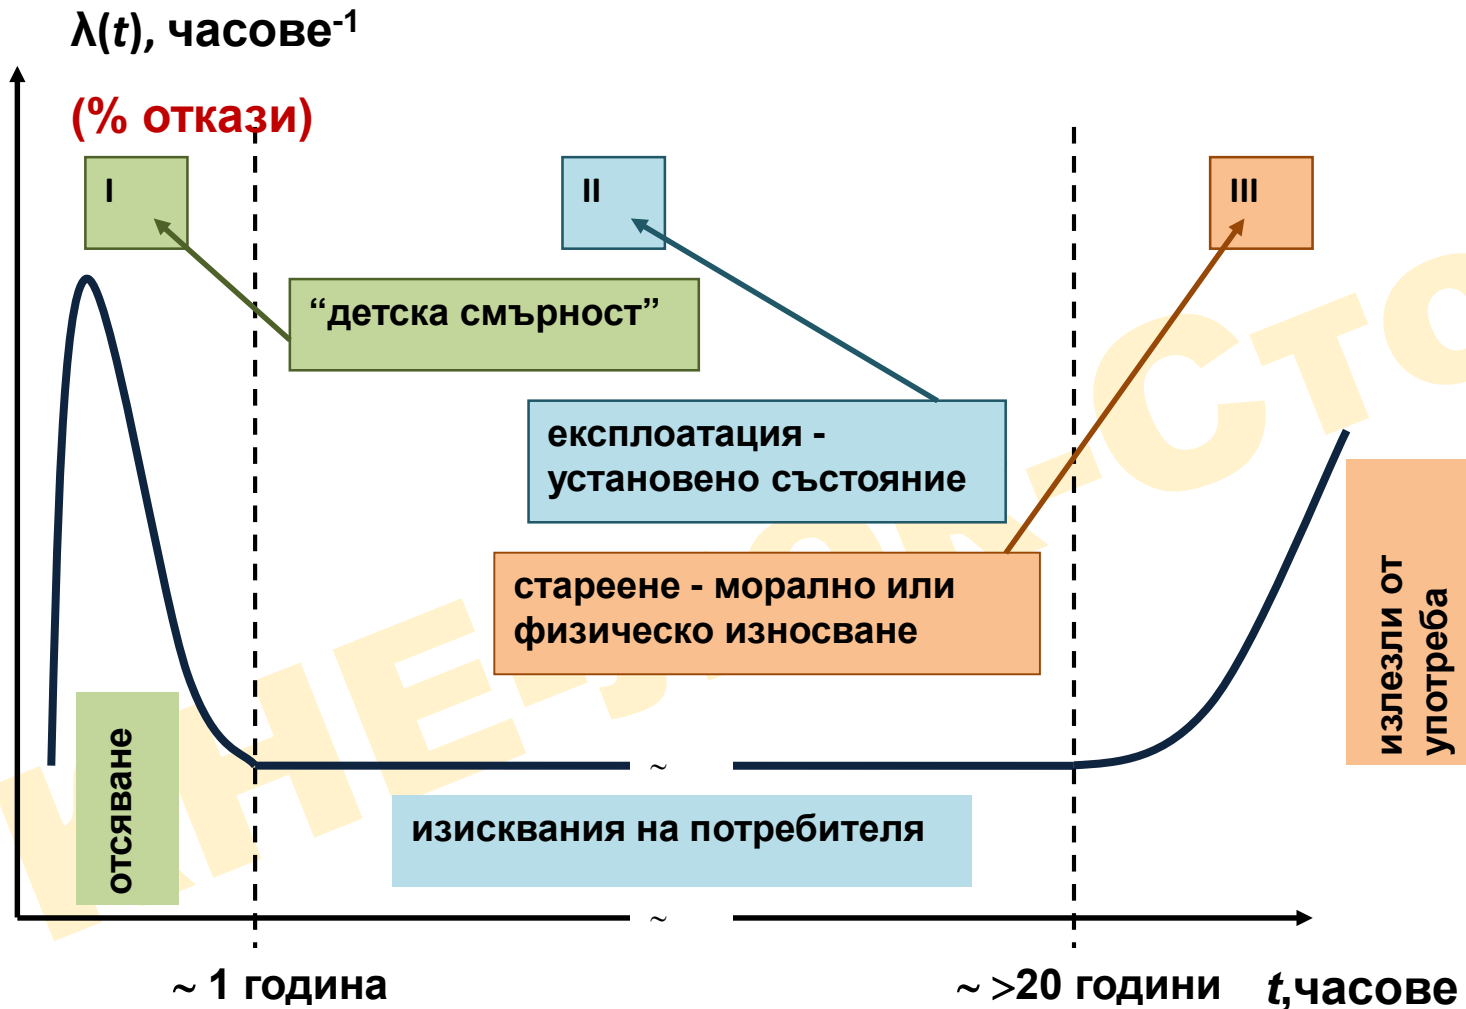 λ(t), часове-1
(% откази)
I
II
III
“детска смърност”
експлоатация -
установено състояние
стареене - морално или
физическо износване
отсяване
изисквания на потребителя
излезли от
употреба
~
~
~ 1 година
~ >20 години
t,часове